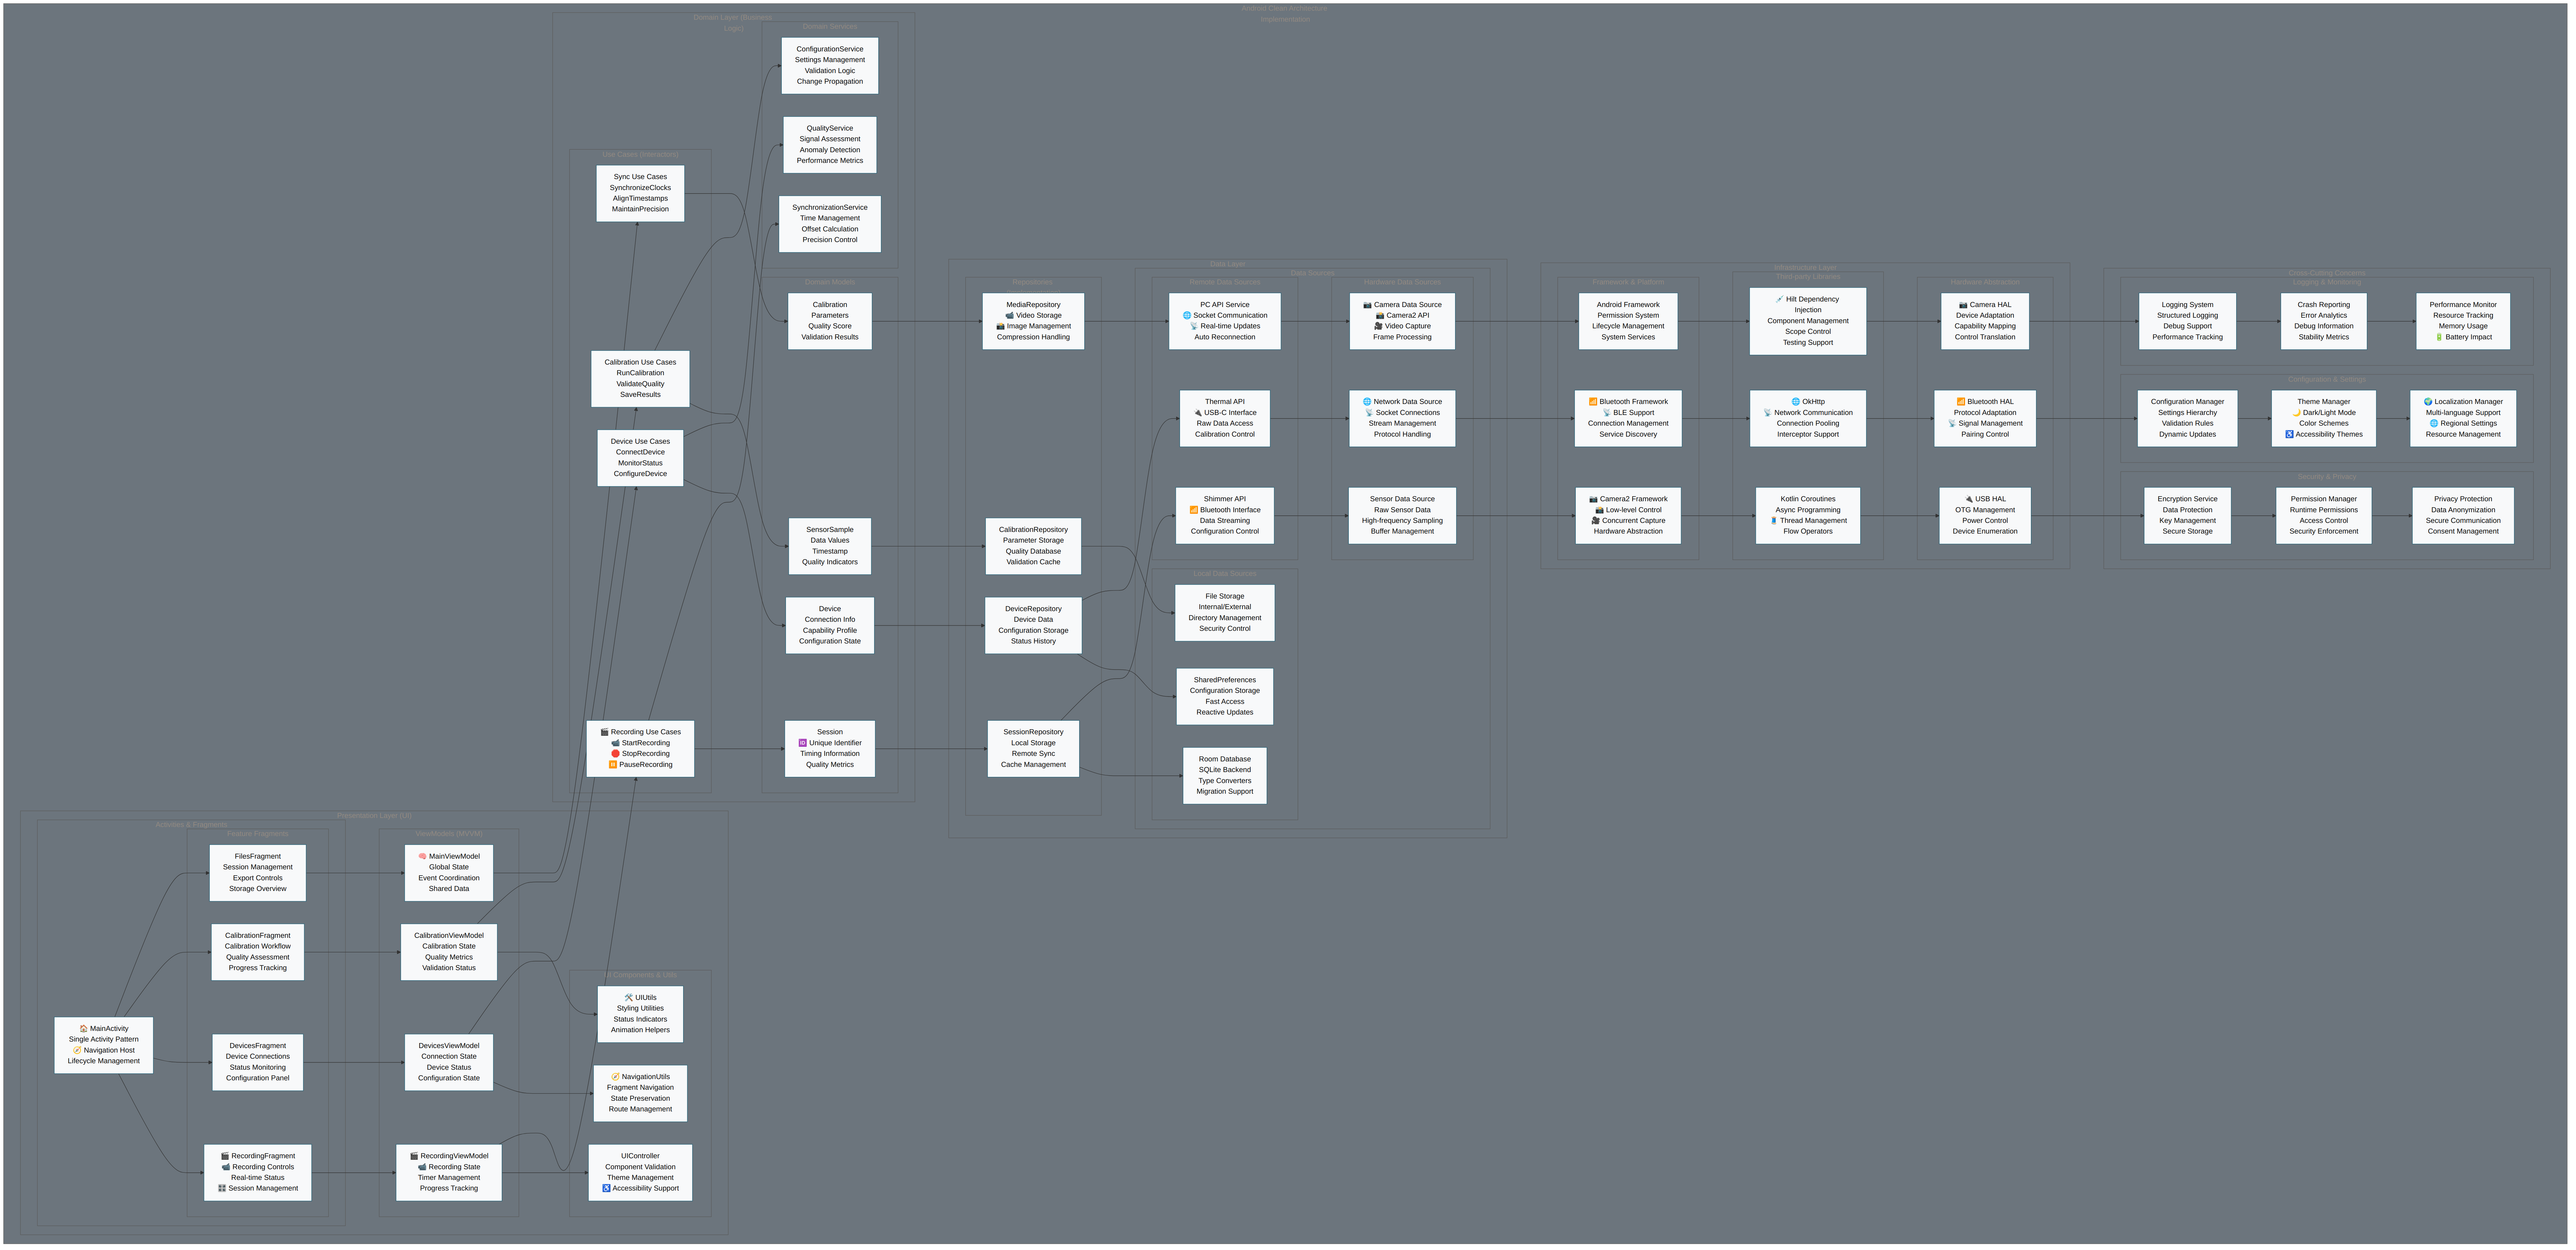 Android Clean Architecture
Implementation
Domain Layer (Business
Logic)
Domain Services
ConfigurationService
Settings Management
Validation Logic
Change Propagation
QualityService
Signal Assessment
Anomaly Detection
Performance Metrics
SynchronizationService
Time Management
Offset Calculation
Precision Control
Use Cases (Interactors)
Sync Use Cases
SynchronizeClocks
AlignTimestamps
MaintainPrecision
Calibration Use Cases
RunCalibration
ValidateQuality
SaveResults
Device Use Cases
ConnectDevice
MonitorStatus
ConfigureDevice
🎬 Recording Use Cases
📹 StartRecording
🛑 StopRecording
⏸️ PauseRecording
Domain Models
Calibration
Parameters
Quality Score
Validation Results
SensorSample
Data Values
Timestamp
Quality Indicators
Device
Connection Info
Capability Profile
Configuration State
Session
🆔 Unique Identifier
Timing Information
Quality Metrics
Data Layer
Repositories
MediaRepository
📹 Video Storage
📸 Image Management
Compression Handling
CalibrationRepository
Parameter Storage
Quality Database
Validation Cache
DeviceRepository
Device Data
Configuration Storage
Status History
SessionRepository
Local Storage
Remote Sync
Cache Management
Data Sources
Remote Data Sources
PC API Service
🌐 Socket Communication
📡 Real-time Updates
Auto Reconnection
Thermal API
🔌 USB-C Interface
Raw Data Access
Calibration Control
Shimmer API
📶 Bluetooth Interface
Data Streaming
Configuration Control
Hardware Data Sources
📷 Camera Data Source
📸 Camera2 API
🎥 Video Capture
Frame Processing
🌐 Network Data Source
📡 Socket Connections
Stream Management
Protocol Handling
Sensor Data Source
Raw Sensor Data
High-frequency Sampling
Buffer Management
Local Data Sources
File Storage
Internal/External
Directory Management
Security Control
SharedPreferences
Configuration Storage
Fast Access
Reactive Updates
Room Database
SQLite Backend
Type Converters
Migration Support
Infrastructure Layer
Framework & Platform
Android Framework
Permission System
Lifecycle Management
System Services
📶 Bluetooth Framework
📡 BLE Support
Connection Management
Service Discovery
📷 Camera2 Framework
📸 Low-level Control
🎥 Concurrent Capture
Hardware Abstraction
Third-party Libraries
💉 Hilt Dependency
Injection
Component Management
Scope Control
Testing Support
🌐 OkHttp
📡 Network Communication
Connection Pooling
Interceptor Support
Kotlin Coroutines
Async Programming
🧵 Thread Management
Flow Operators
Hardware Abstraction
📷 Camera HAL
Device Adaptation
Capability Mapping
Control Translation
📶 Bluetooth HAL
Protocol Adaptation
📡 Signal Management
Pairing Control
🔌 USB HAL
OTG Management
Power Control
Device Enumeration
Cross-Cutting Concerns
Logging & Monitoring
Logging System
Structured Logging
Debug Support
Performance Tracking
Crash Reporting
Error Analytics
Debug Information
Stability Metrics
Performance Monitor
Resource Tracking
Memory Usage
🔋 Battery Impact
Configuration & Settings
Configuration Manager
Settings Hierarchy
Validation Rules
Dynamic Updates
Theme Manager
🌙 Dark/Light Mode
Color Schemes
♿ Accessibility Themes
🌍 Localization Manager
Multi-language Support
🌐 Regional Settings
Resource Management
Security & Privacy
Encryption Service
Data Protection
Key Management
Secure Storage
Permission Manager
Runtime Permissions
Access Control
Security Enforcement
Privacy Protection
Data Anonymization
Secure Communication
Consent Management
Presentation Layer (UI)
Activities & Fragments
🏠 MainActivity
Single Activity Pattern
🧭 Navigation Host
Lifecycle Management
Feature Fragments
FilesFragment
Session Management
Export Controls
Storage Overview
CalibrationFragment
Calibration Workflow
Quality Assessment
Progress Tracking
DevicesFragment
Device Connections
Status Monitoring
Configuration Panel
🎬 RecordingFragment
📹 Recording Controls
Real-time Status
🎛️ Session Management
ViewModels (MVVM)
🧠 MainViewModel
Global State
Event Coordination
Shared Data
CalibrationViewModel
Calibration State
Quality Metrics
Validation Status
DevicesViewModel
Connection State
Device Status
Configuration State
🎬 RecordingViewModel
📹 Recording State
Timer Management
Progress Tracking
UI Components & Utils
🛠️ UIUtils
Styling Utilities
Status Indicators
Animation Helpers
🧭 NavigationUtils
Fragment Navigation
State Preservation
Route Management
UIController
Component Validation
Theme Management
♿ Accessibility Support